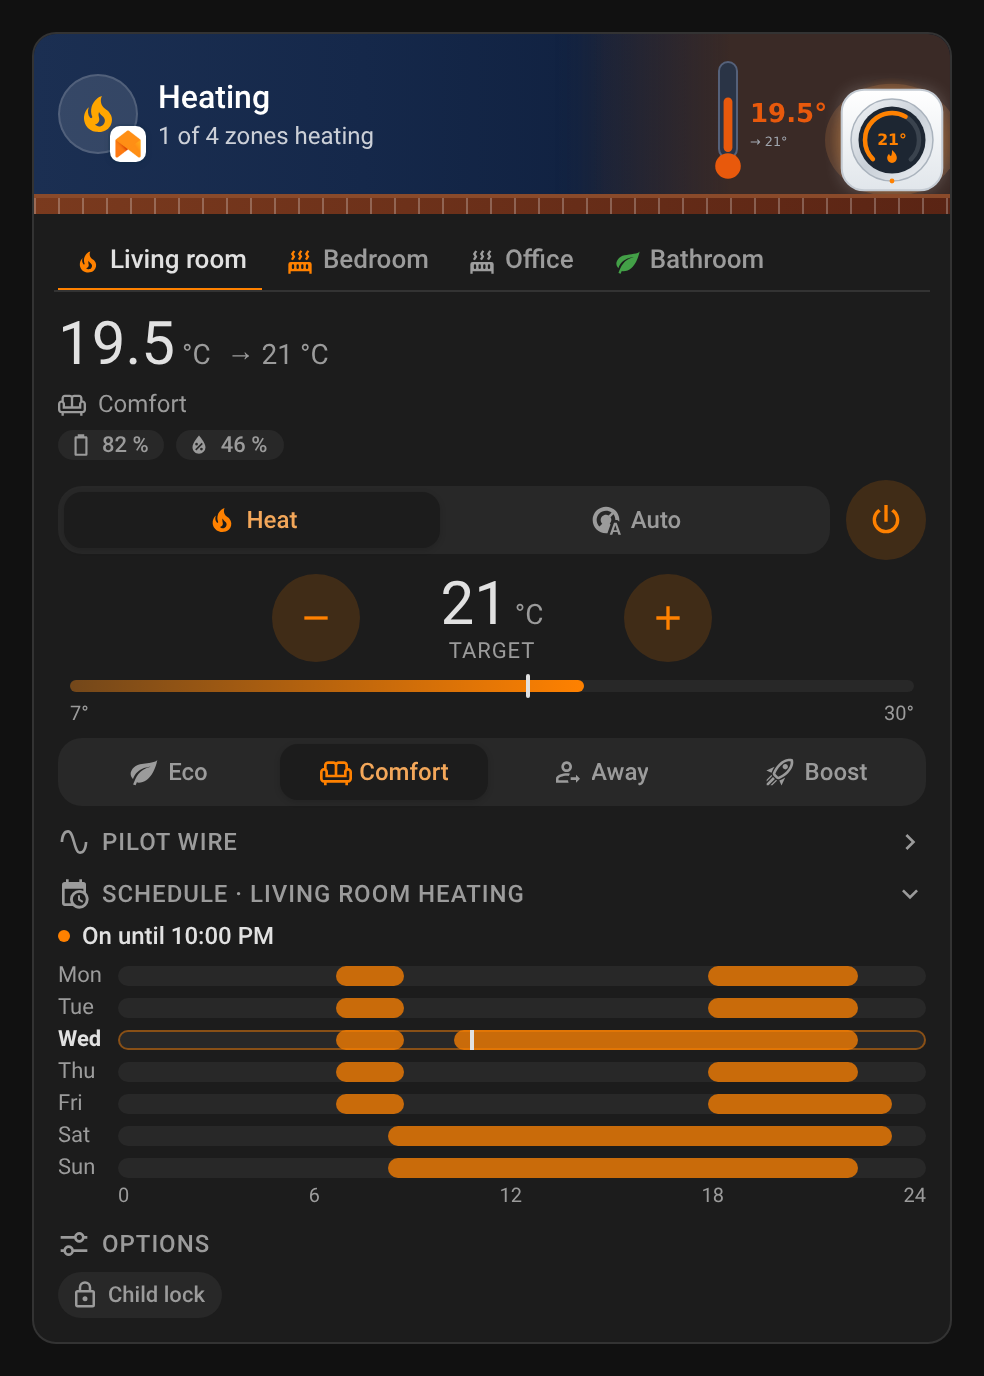 Heating
1 of 4 zones heating
19.5°
→ 21°
21°
Living room Bedroom Office Bathroom
19.5 °C → 21 °C
Comfort
82 % 46 %
Heat Auto
21 °C
TARGET
7° 30°
Eco Comfort Away Boost
PILOT WIRE
SCHEDULE · LIVING ROOM HEATING
On until 10:00 PM
Mon
Tue
Wed
Thu
Fri
Sat
Sun
0 6 12 18 24
OPTIONS
Child lock